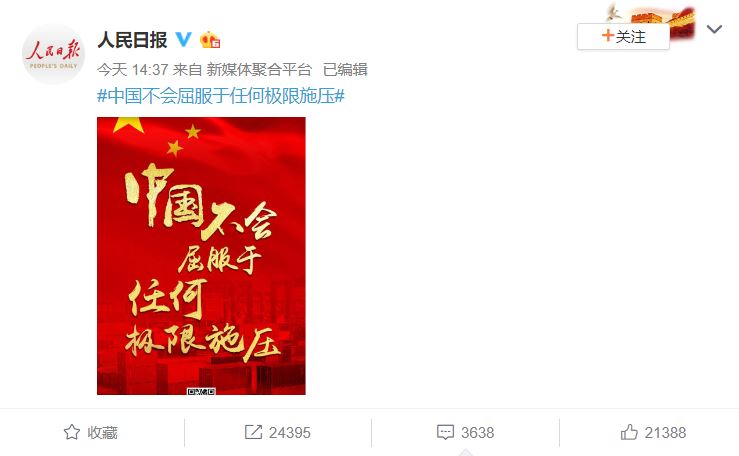 人民日报
PEOPLE'S DAILY
人民日报
+关注
今天 14:37 来自 新媒体聚合平台 已编辑
#中国不会屈服于任何极限施压#
中国不会
屈服于
任何
极限施压
收藏
24395
3638
21388